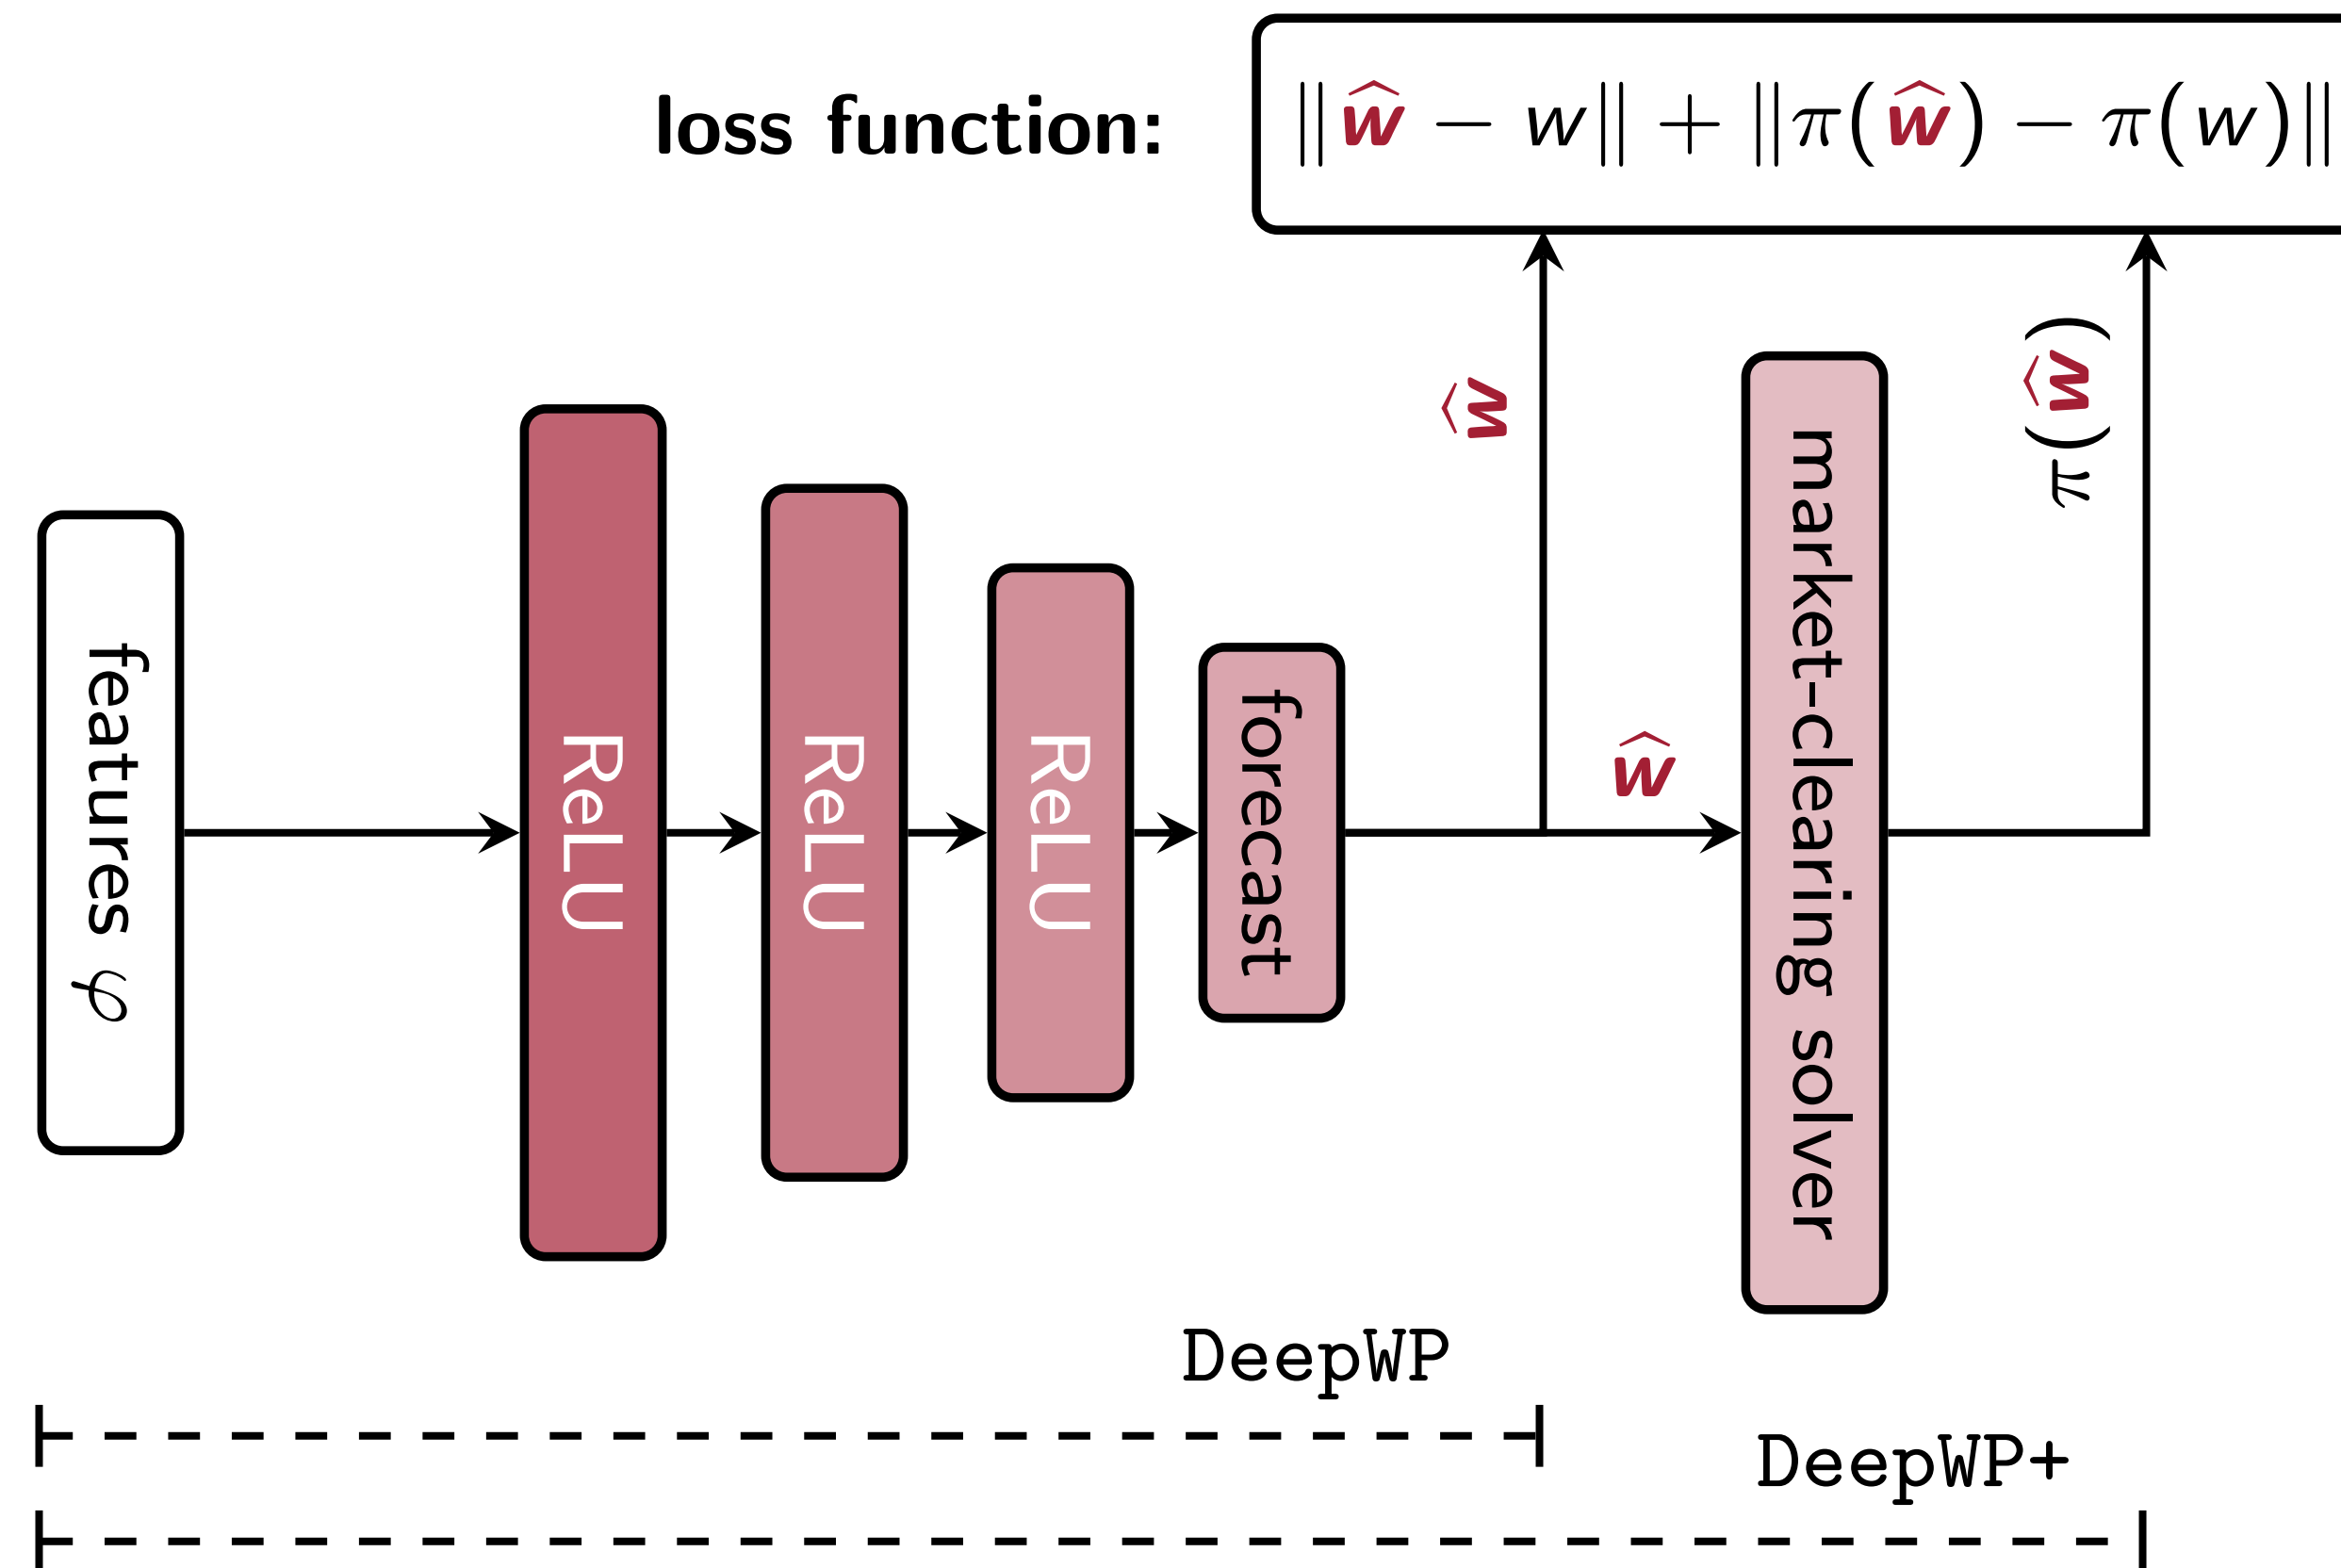 loss function:
‖ŵ − w‖ + ‖π(ŵ) − π(w)‖
features φ
ReLU
ReLU
ReLU
forecast
ŵ
ŵ
market-clearing solver
π(ŵ)
DeepWP
DeepWP+